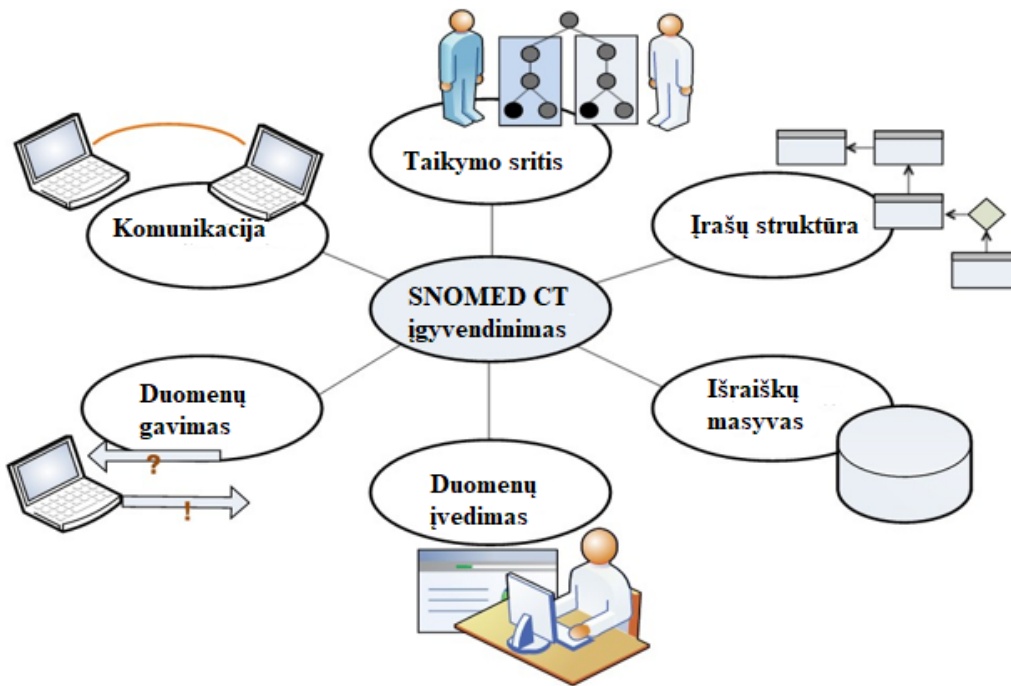 Taikymo sritis
Komunikacija
Įrašų struktūra
SNOMED CT
įgyvendinimas
Duomenų
gavimas
?
!
Išraiškų
masyvas
Duomenų
įvedimas